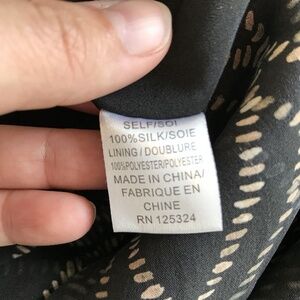 SELF/SOI
100%SILK/SOIE
LINING/DOUBLURE
100%POLYESTER/POLYESTER
MADE IN CHINA/
FABRIQUE EN
CHINE
RN 125324